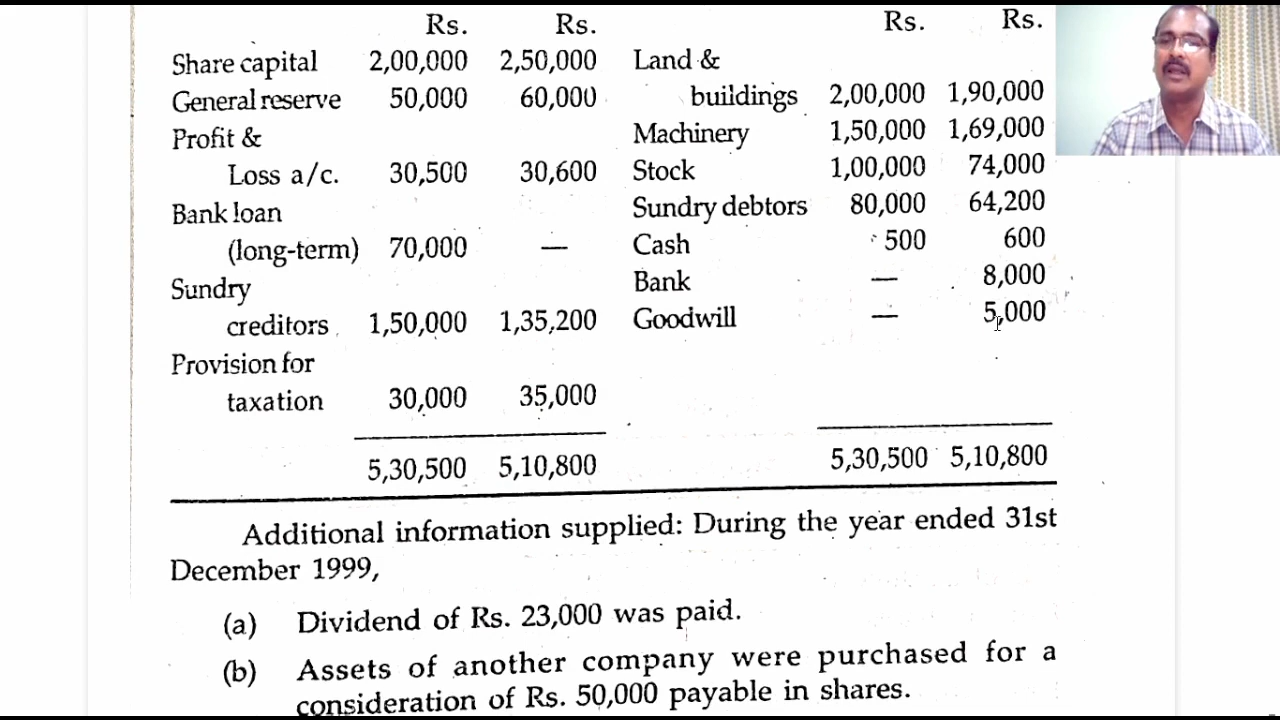 Rs. Rs. Rs. Rs.
Share capital 2,00,000 2,50,000 Land &
General reserve 50,000 60,000 buildings 2,00,000 1,90,000
Profit & Machinery 1,50,000 1,69,000
Loss a/c. 30,500 30,600 Stock 1,00,000 74,000
Bank loan Sundry debtors 80,000 64,200
(long-term) 70,000 — Cash 500 600
Sundry Bank — 8,000
creditors 1,50,000 1,35,200 Goodwill — 5,000
Provision for
taxation 30,000 35,000
5,30,500 5,10,800 5,30,500 5,10,800
Additional information supplied: During the year ended 31st
December 1999,
(a) Dividend of Rs. 23,000 was paid.
(b) Assets of another company were purchased for a
consideration of Rs. 50,000 payable in shares.